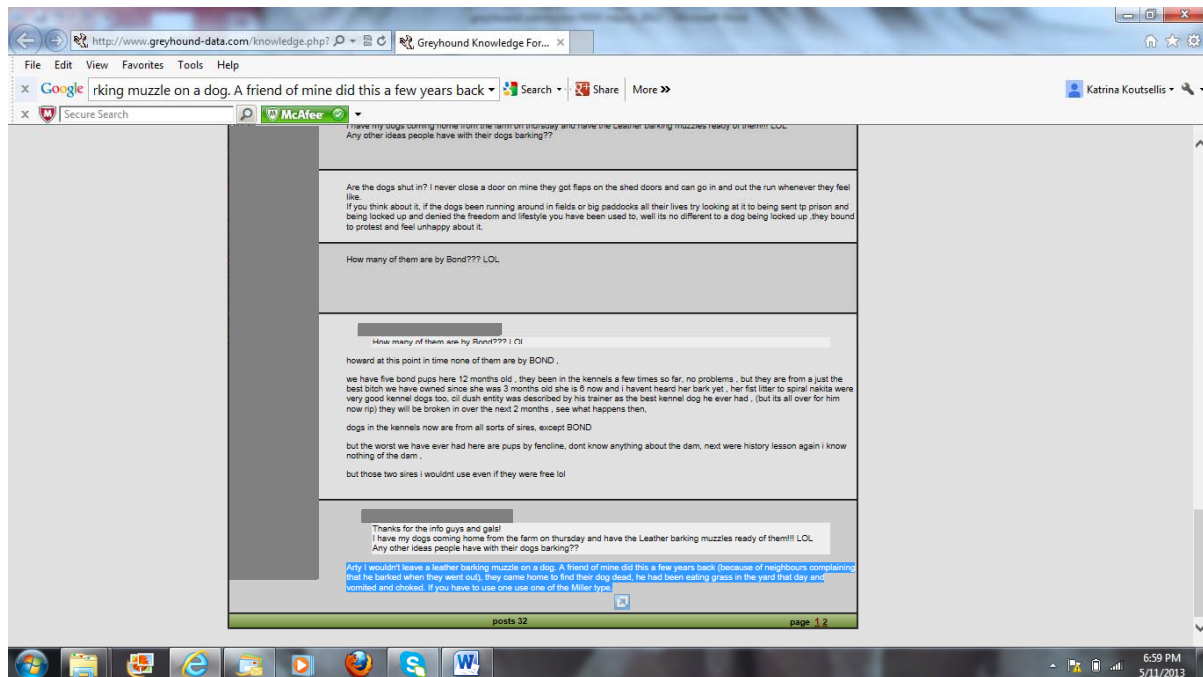 http://www.greyhound-data.com/knowledge.php?
Greyhound Knowledge For...
File Edit View Favorites Tools Help
Google rking muzzle on a dog. A friend of mine did this a few years back Search Share More »
Katrina Koutsellis
Secure Search McAfee
I have my dogs coming home from the farm on thursday and have the Leather barking muzzles ready of them!!! LOL
Any other ideas people have with their dogs barking??
Are the dogs shut in? I never close a door on mine they got flaps on the shed doors and can go in and out the run whenever they feel
like.
If you think about it, if the dogs been running around in fields or big paddocks all their lives try looking at it to being sent tp prison and
being locked up and denied the freedom and lifestyle you have been used to, well its no different to a dog being locked up ,they bound
to protest and feel unhappy about it.
How many of them are by Bond??? LOL
How many of them are by Bond??? LOL
howard at this point in time none of them are by BOND ,
we have five bond pups here 12 months old , they been in the kennels a few times so far, no problems , but they are from a just the
best bitch we have owned since she was 3 months old she is 6 now and i havent heard her bark yet , her fist litter to spiral nakita were
very good kennel dogs too, oil dush entity was described by his trainer as the best kennel dog he ever had , (but its all over for him
now rip) they will be broken in over the next 2 months , see what happens then,
dogs in the kennels now are from all sorts of sires, except BOND
but the worst we have ever had here are pups by fencline, dont know anything about the dam, next were history lesson again i know
nothing of the dam ,
but those two sires i wouldnt use even if they were free lol
Thanks for the info guys and gals!
I have my dogs coming home from the farm on thursday and have the Leather barking muzzles ready of them!!! LOL
Any other ideas people have with their dogs barking??
Arty I wouldn't leave a leather barking muzzle on a dog. A friend of mine did this a few years back (because of neighbours complaining
that he barked when they went out), they came home to find their dog dead, he had been eating grass in the yard that day and
vomited and choked. If you have to use one use one of the Miller type.
posts 32 page 1 2
6:59 PM
5/11/2013